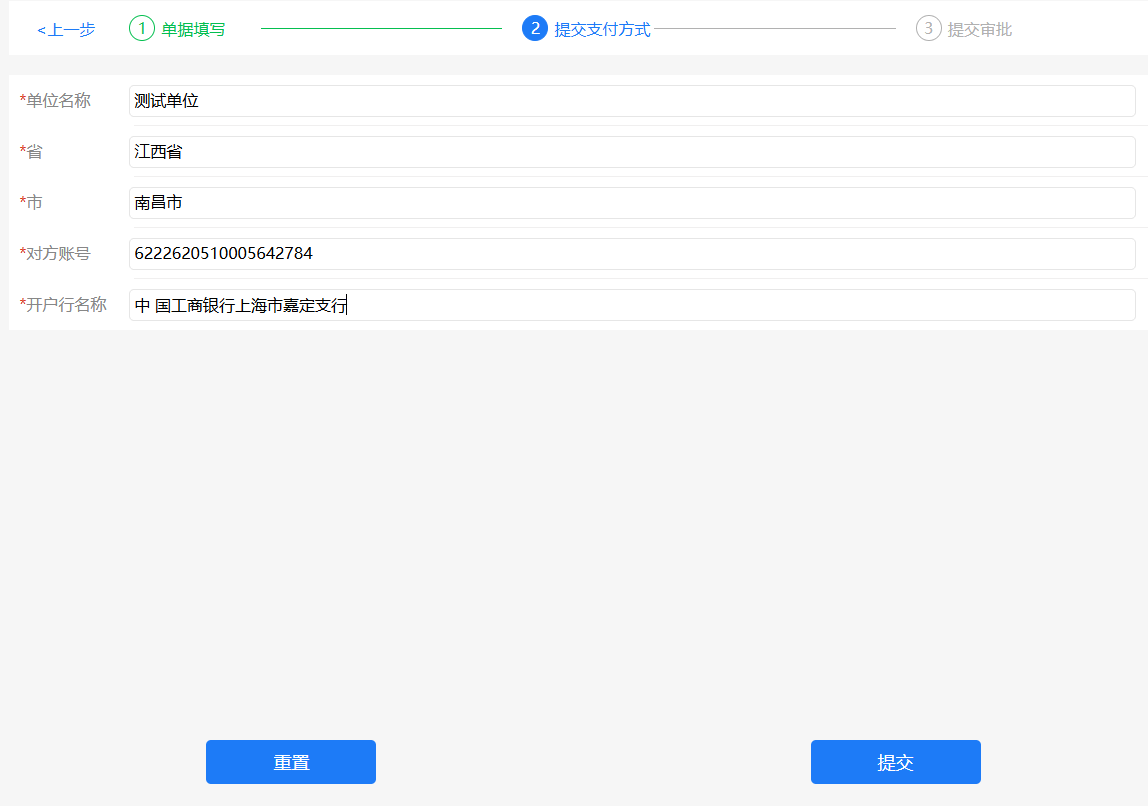 <上一步 1 单据填写 2 提交支付方式 3 提交审批
*单位名称 测试单位
*省 江西省
*市 南昌市
*对方账号 6222620510005642784
*开户行名称 中 国工商银行上海市嘉定支行
重置 提交